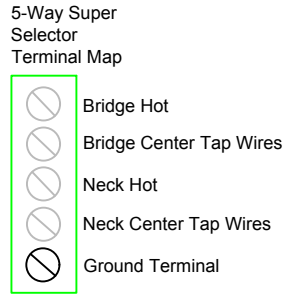 5-Way Super
Selector
Terminal Map
Bridge Hot
Bridge Center Tap Wires
Neck Hot
Neck Center Tap Wires
Ground Terminal